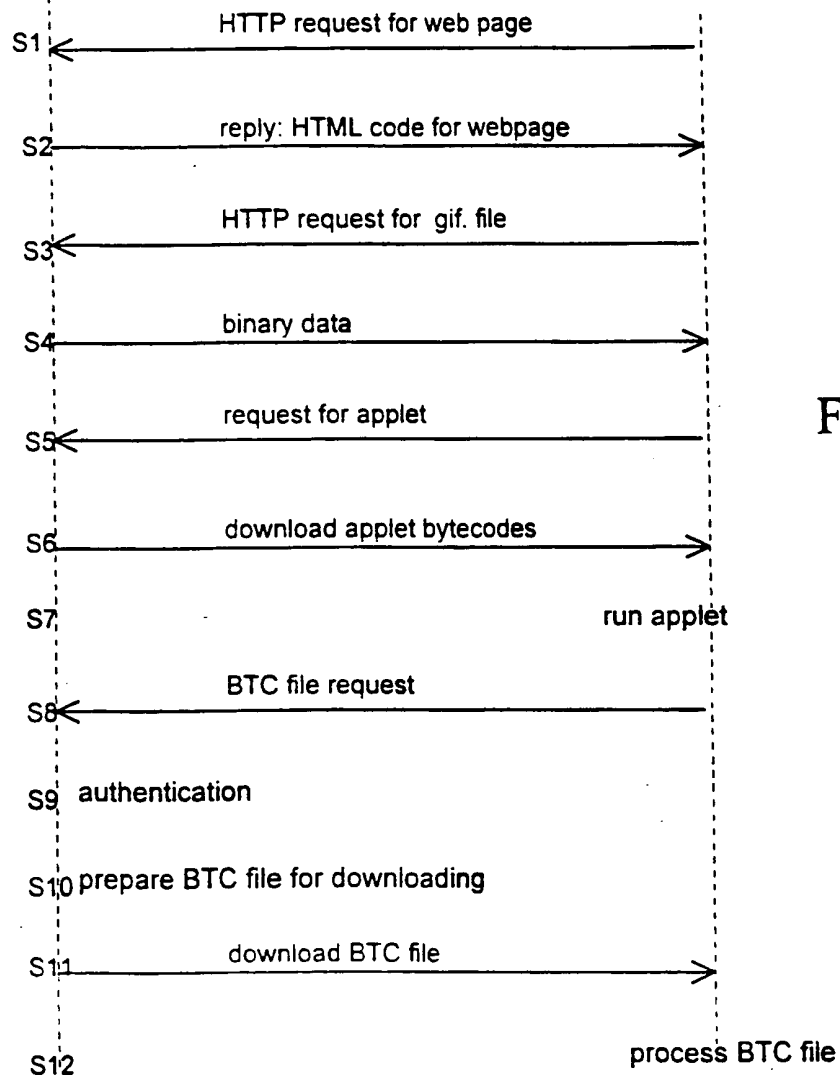 S1 HTTP request for web page
S2 reply: HTML code for webpage
S3 HTTP request for gif. file
S4 binary data
S5 request for applet
F
S6 download applet bytecodes
S7 run applet
S8 BTC file request
S9 authentication
S10 prepare BTC file for downloading
S11 download BTC file
S12 process BTC file